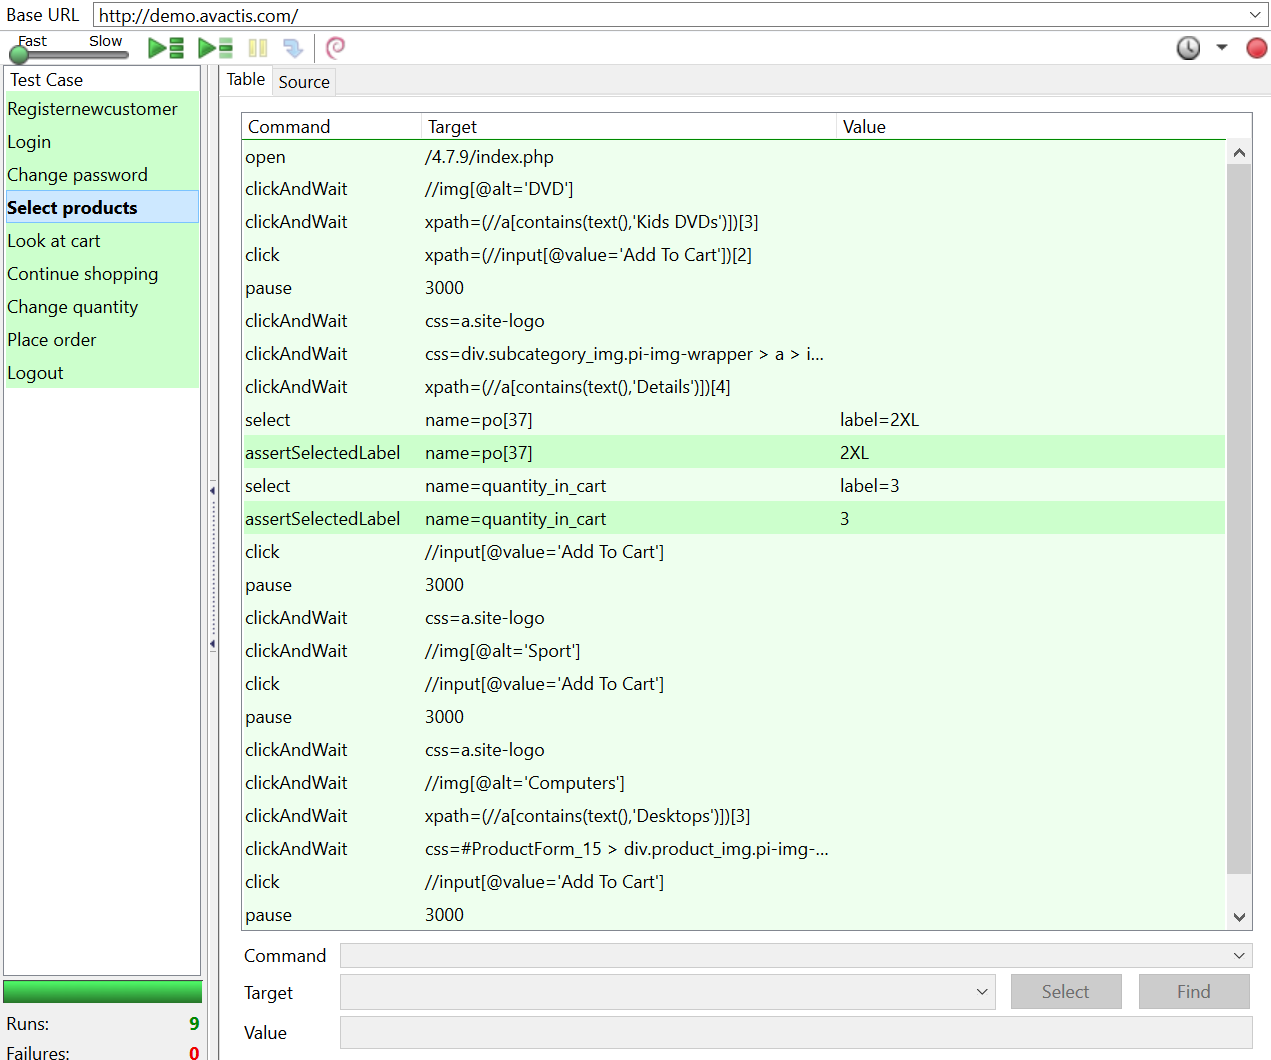 Base URL http://demo.avactis.com/
Fast Slow
Test Case
Registernewcustomer
Login
Change password
Select products
Look at cart
Continue shopping
Change quantity
Place order
Logout
Runs: 9
Failures: 0
Table Source
Command Target Value
open /4.7.9/index.php
clickAndWait //img[@alt='DVD']
clickAndWait xpath=(//a[contains(text(),'Kids DVDs')])[3]
click xpath=(//input[@value='Add To Cart'])[2]
pause 3000
clickAndWait css=a.site-logo
clickAndWait css=div.subcategory_img.pi-img-wrapper > a > i...
clickAndWait xpath=(//a[contains(text(),'Details')])[4]
select name=po[37] label=2XL
assertSelectedLabel name=po[37] 2XL
select name=quantity_in_cart label=3
assertSelectedLabel name=quantity_in_cart 3
click //input[@value='Add To Cart']
pause 3000
clickAndWait css=a.site-logo
clickAndWait //img[@alt='Sport']
click //input[@value='Add To Cart']
pause 3000
clickAndWait css=a.site-logo
clickAndWait //img[@alt='Computers']
clickAndWait xpath=(//a[contains(text(),'Desktops')])[3]
clickAndWait css=#ProductForm_15 > div.product_img.pi-img-...
click //input[@value='Add To Cart']
pause 3000
Command
Target Select Find
Value